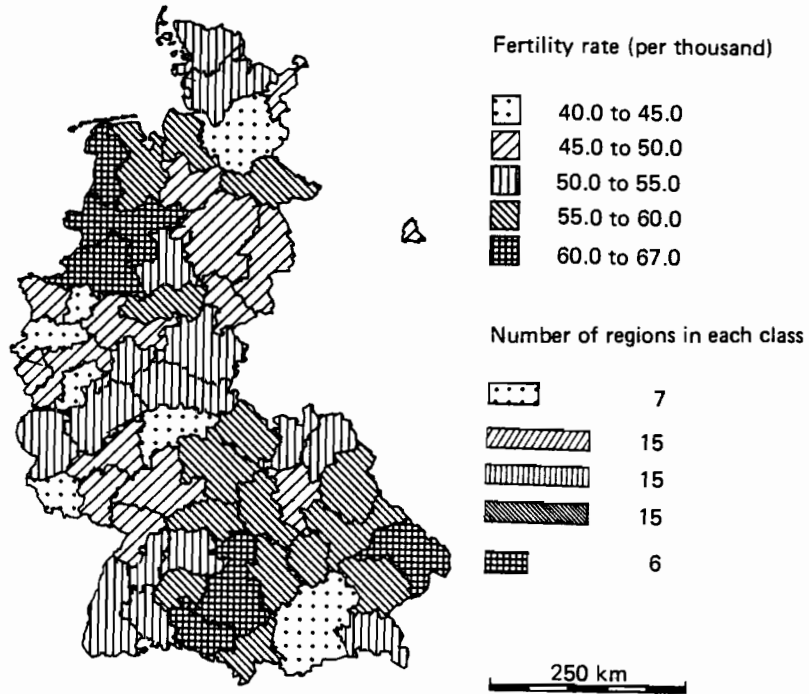 Fertility rate (per thousand)
40.0 to 45.0
45.0 to 50.0
50.0 to 55.0
55.0 to 60.0
60.0 to 67.0
Number of regions in each class
7
15
15
15
6
250 km